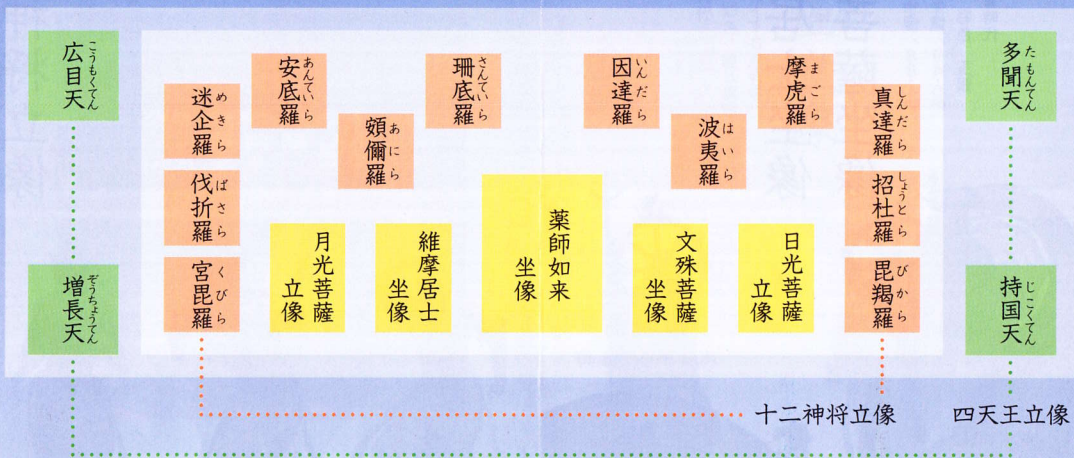 広目天
こうもくてん
増長天
ぞうちょうてん
迷企羅
めきら
伐折羅
ばさら
宮毘羅
くびら
安底羅
あんていら
頞儞羅
あにら
珊底羅
さんていら
因達羅
いんだら
波夷羅
はいら
摩虎羅
まごら
真達羅
しんだら
招杜羅
しょうとら
毘羯羅
びから
多聞天
たもんてん
持国天
じこくてん
月光菩薩
立像
維摩居士
坐像
薬師如来
坐像
文殊菩薩
坐像
日光菩薩
立像
十二神将立像
四天王立像